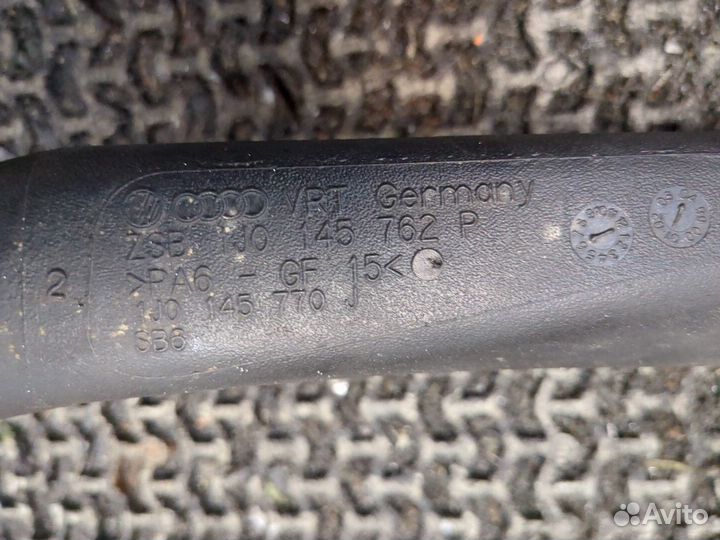 VRT Germany
ZSB 1J0 145 762 P
>PA6 - GF 15<
1J0 145 770 J
SB6
2
Avito